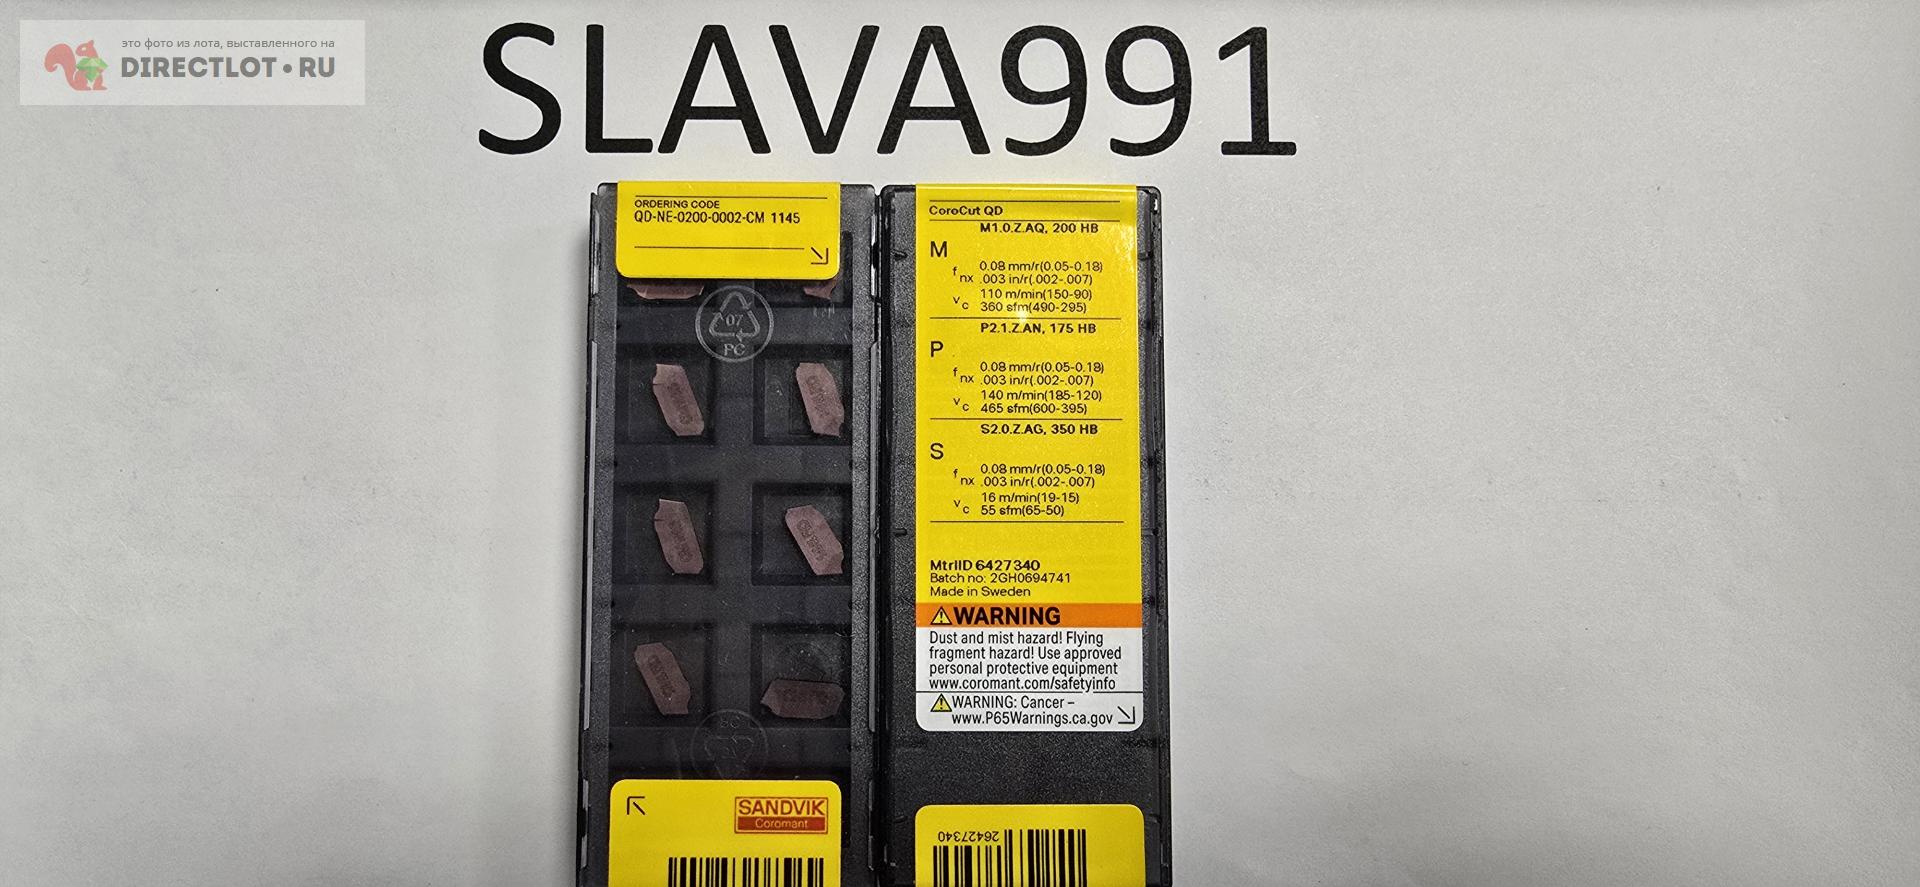 это фото из лота, выставленного на
DIRECTLOT•RU
SLAVA991
ORDERING CODE
QD-NE-0200-0002-CM 1145
07
PC
SANDVIK
Coromant
CoroCut QD
M1.0.Z.AQ, 200 HB
M
f nx 0.08 mm/r(0.05-0.18)
.003 in/r(.002-.007)
v c 110 m/min(150-90)
360 sfm(490-295)
P2.1.Z.AN, 175 HB
P
f nx 0.08 mm/r(0.05-0.18)
.003 in/r(.002-.007)
v c 140 m/min(185-120)
465 sfm(600-395)
S2.0.Z.AG, 350 HB
S
f nx 0.08 mm/r(0.05-0.18)
.003 in/r(.002-.007)
v c 16 m/min(19-15)
55 sfm(65-50)
MtrlID 6427340
Batch no: 2GH0694741
Made in Sweden
WARNING
Dust and mist hazard! Flying
fragment hazard! Use approved
personal protective equipment
www.coromant.com/safetyinfo
WARNING: Cancer –
www.P65Warnings.ca.gov
26427340